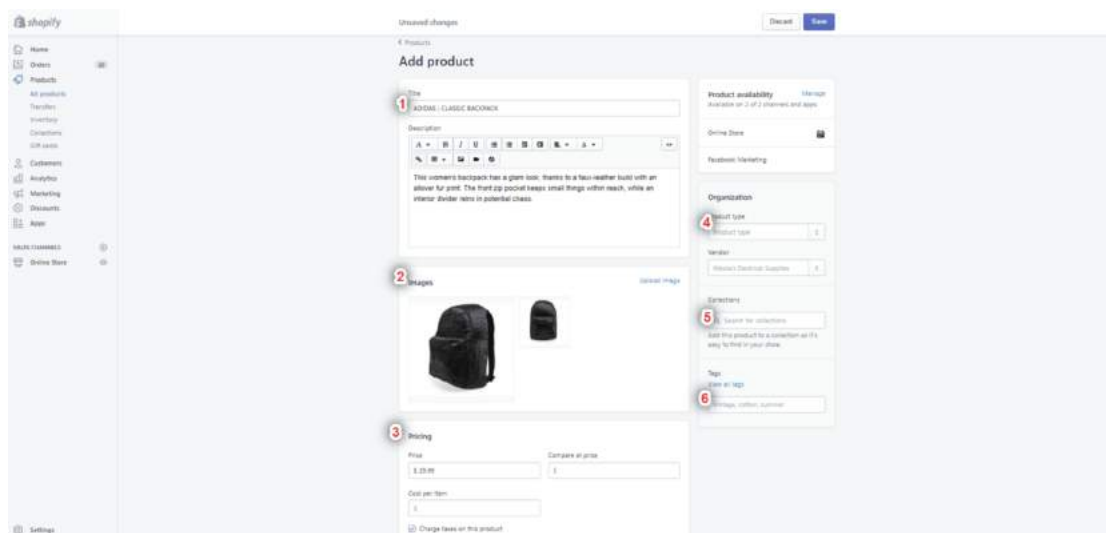 shopify
Unsaved changes
Discard
Save
Home
Orders
Products
All products
Transfers
Inventory
Collections
Gift cards
Customers
Analytics
Marketing
Discounts
Apps
SALES CHANNELS
Online Store
Settings
Products
Add product
Title
1
ADIDAS | CLASSIC BACKPACK
Description
This women's backpack has a glam look, thanks to a faux-leather build with an
allover fur print. The front zip pocket keeps small things within reach, while an
interior divider reins in potential chaos.
2
Images
Upload image
3
Pricing
Price
Compare at price
$
Cost per item
Charge taxes on this product
Product availability
Manage
Available on 2 of 2 channels and apps
Online Store
Facebook Marketing
Organization
Product type
4
Product type
Vendor
Electrical Supplies
Collections
5
Search for collections
Add this product to a collection so it's
easy to find in your store.
Tags
View all tags
6
Vintage, cotton, summer